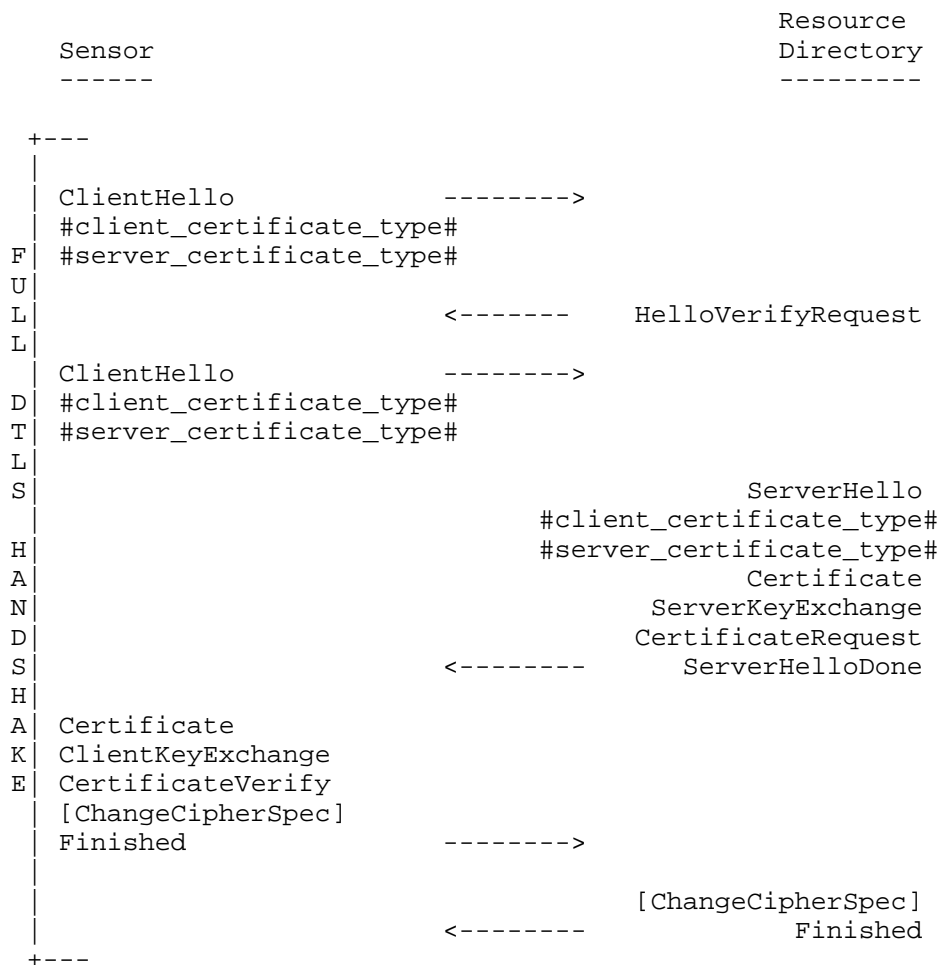 Resource
   Sensor                                        Directory
   ------                                        ---------

 +---
 |
 | ClientHello             -------->
 | #client_certificate_type#
F| #server_certificate_type#
U|
L|                         <-------    HelloVerifyRequest
L|
 | ClientHello             -------->
D| #client_certificate_type#
T| #server_certificate_type#
L|
S|                                            ServerHello
 |                               #client_certificate_type#
H|                               #server_certificate_type#
A|                                            Certificate
N|                                      ServerKeyExchange
D|                                     CertificateRequest
S|                         <--------      ServerHelloDone
H|
A| Certificate
K| ClientKeyExchange
E| CertificateVerify
 | [ChangeCipherSpec]
 | Finished                -------->
 |
 |                                     [ChangeCipherSpec]
 |                         <--------             Finished
 +---